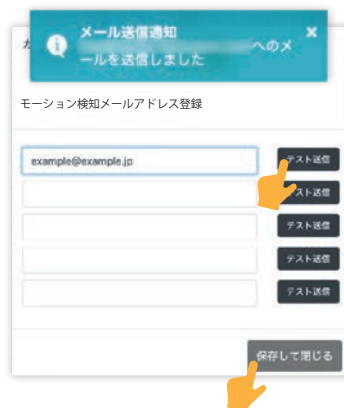 メール送信通知
へのメ ×
ールを送信しました
カ
モーション検知メールアドレス登録
example@example.jp テスト送信
テスト送信
テスト送信
テスト送信
テスト送信
保存して閉じる